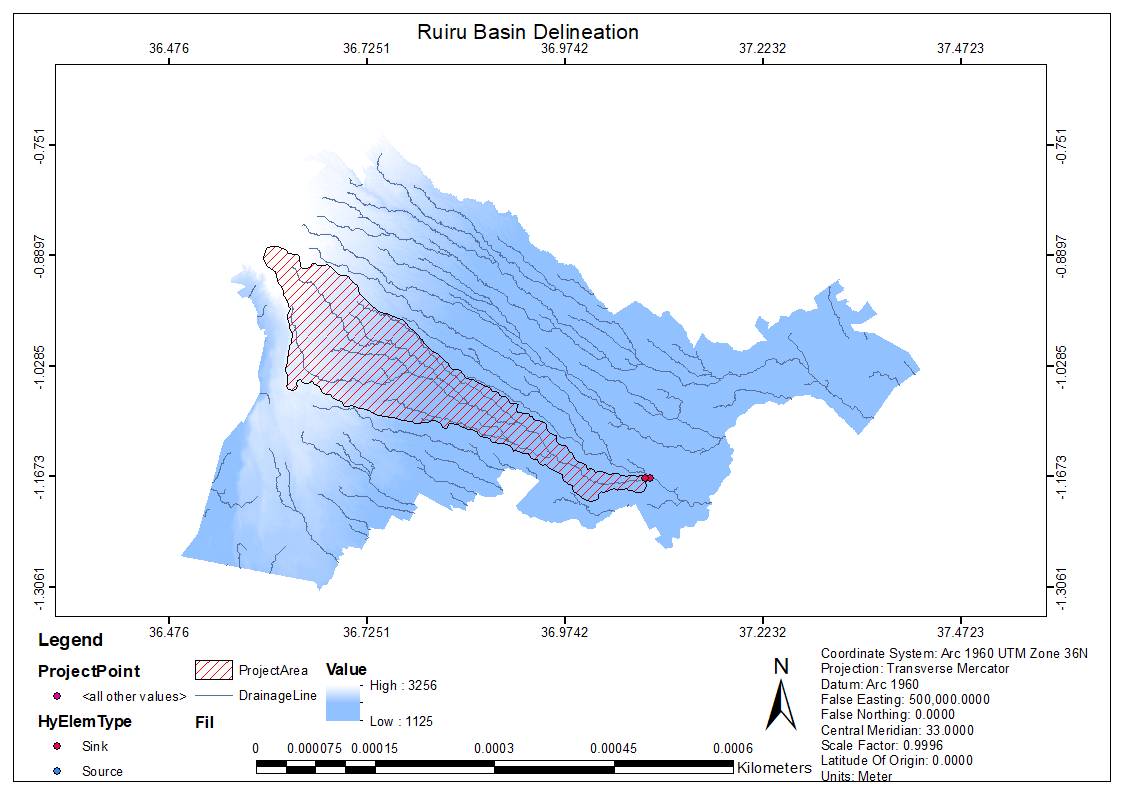 Ruiru Basin Delineation
36.476 36.7251 36.9742 37.2232 37.4723
-0.751 -0.751
-0.8897 -0.8897
-1.0285 -1.0285
-1.1673 -1.1673
-1.3061 -1.3061
36.476 36.7251 36.9742 37.2232 37.4723
Legend
ProjectPoint
<all other values>
HyElemType
Sink
Source
ProjectArea
DrainageLine
Fil
Value
High : 3256
Low : 1125
0 0.000075 0.00015 0.0003 0.00045 0.0006
Kilometers
N
Coordinate System: Arc 1960 UTM Zone 36N
Projection: Transverse Mercator
Datum: Arc 1960
False Easting: 500,000.0000
False Northing: 0.0000
Central Meridian: 33.0000
Scale Factor: 0.9996
Latitude Of Origin: 0.0000
Units: Meter